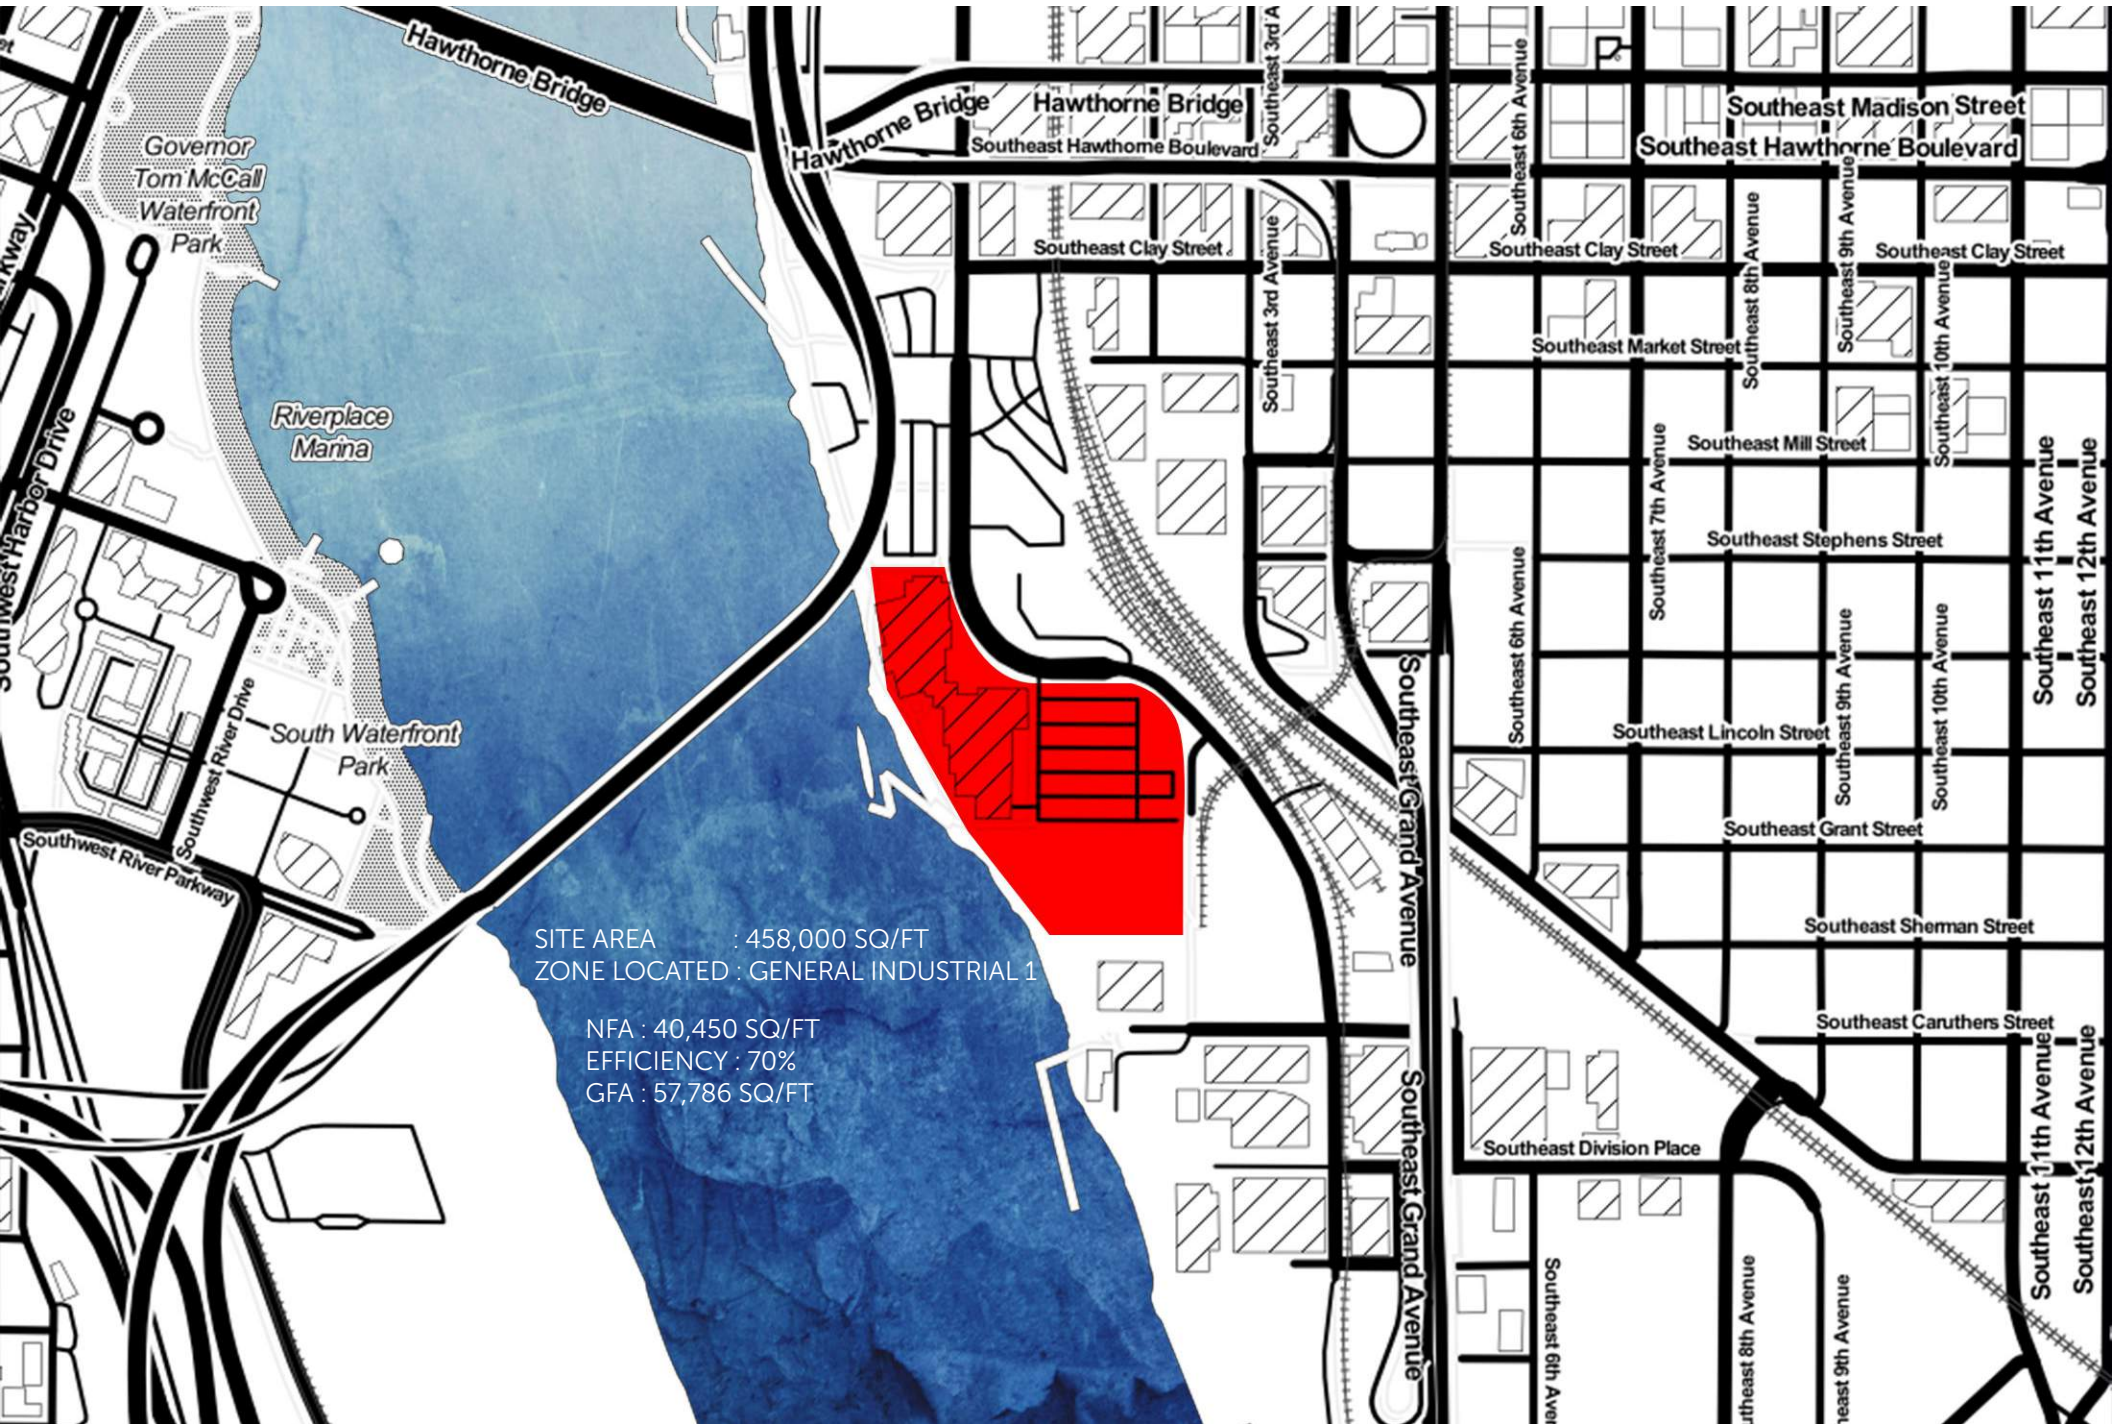 Hawthorne Bridge
Hawthorne Bridge
Hawthorne Bridge
Southeast Hawthorne Boulevard
Southeast 3rd A
Southeast 6th Avenue
Southeast Madison Street
Southeast Hawthorne Boulevard
Governor
Tom McCall
Waterfront
Park
et
rkway
Southeast Clay Street
Southeast 3rd Avenue
Southeast Clay Street
Southeast 8th Avenue
Southeast 9th Avenue
Southeast Clay Street
Southeast Market Street
Southeast 10th Avenue
Riverplace
Marina
Southwest Harbor Drive
Southeast Mill Street
Southeast 7th Avenue
Southeast 11th Avenue
Southeast 12th Avenue
Southeast Stephens Street
Southeast 6th Avenue
Southeast 9th Avenue
Southeast 10th Avenue
Southeast Grand Avenue
Southeast Lincoln Street
South Waterfront
Park
Southwest River Drive
Southwest River Parkway
Southeast Grant Street
Southeast Sherman Street
SITE AREA : 458,000 SQ/FT
ZONE LOCATED : GENERAL INDUSTRIAL 1
NFA : 40,450 SQ/FT
EFFICIENCY : 70%
GFA : 57,786 SQ/FT
Southeast Caruthers Street
Southeast Grand Avenue
Southeast Division Place
Southeast 11th Avenue
Southeast 12th Avenue
Southeast 6th Aven
utheast 8th Avenue
heast 9th Avenue